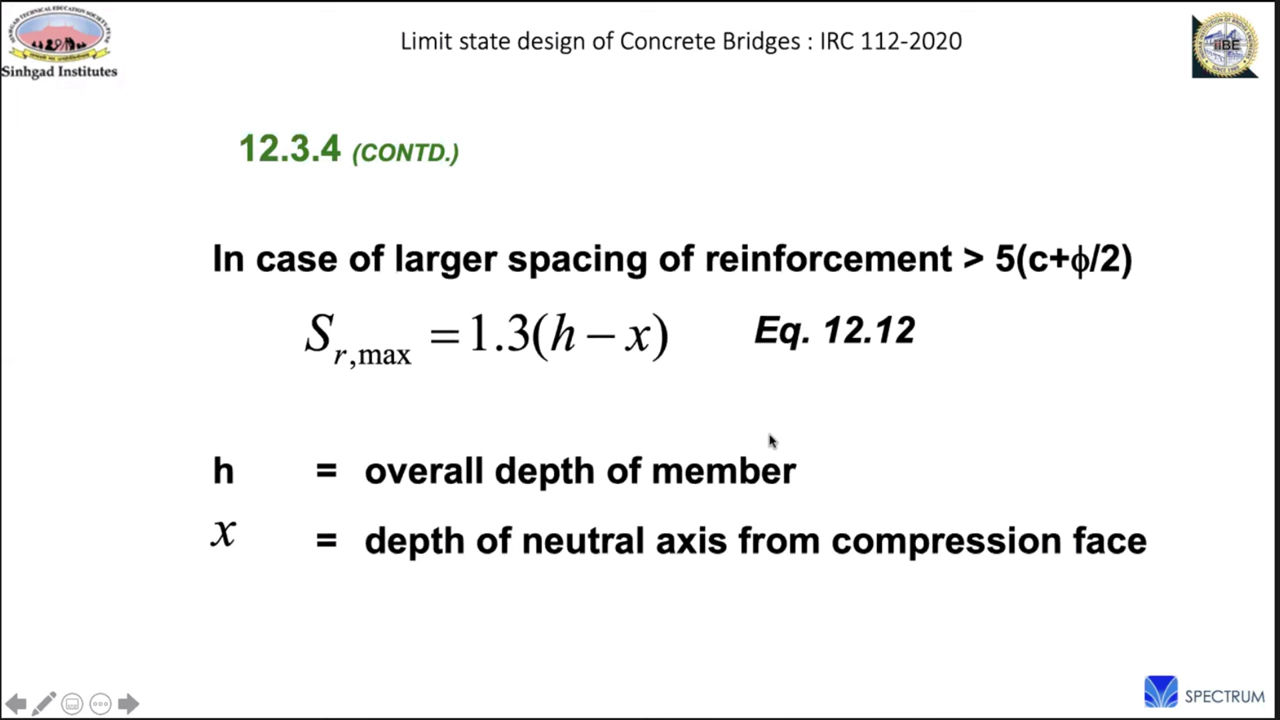 Sinhgad Institutes
Limit state design of Concrete Bridges : IRC 112-2020
iiBE
12.3.4 (CONTD.)
In case of larger spacing of reinforcement > 5(c+ϕ/2)
S r,max = 1.3(h − x) Eq. 12.12
h = overall depth of member
x = depth of neutral axis from compression face
SPECTRUM